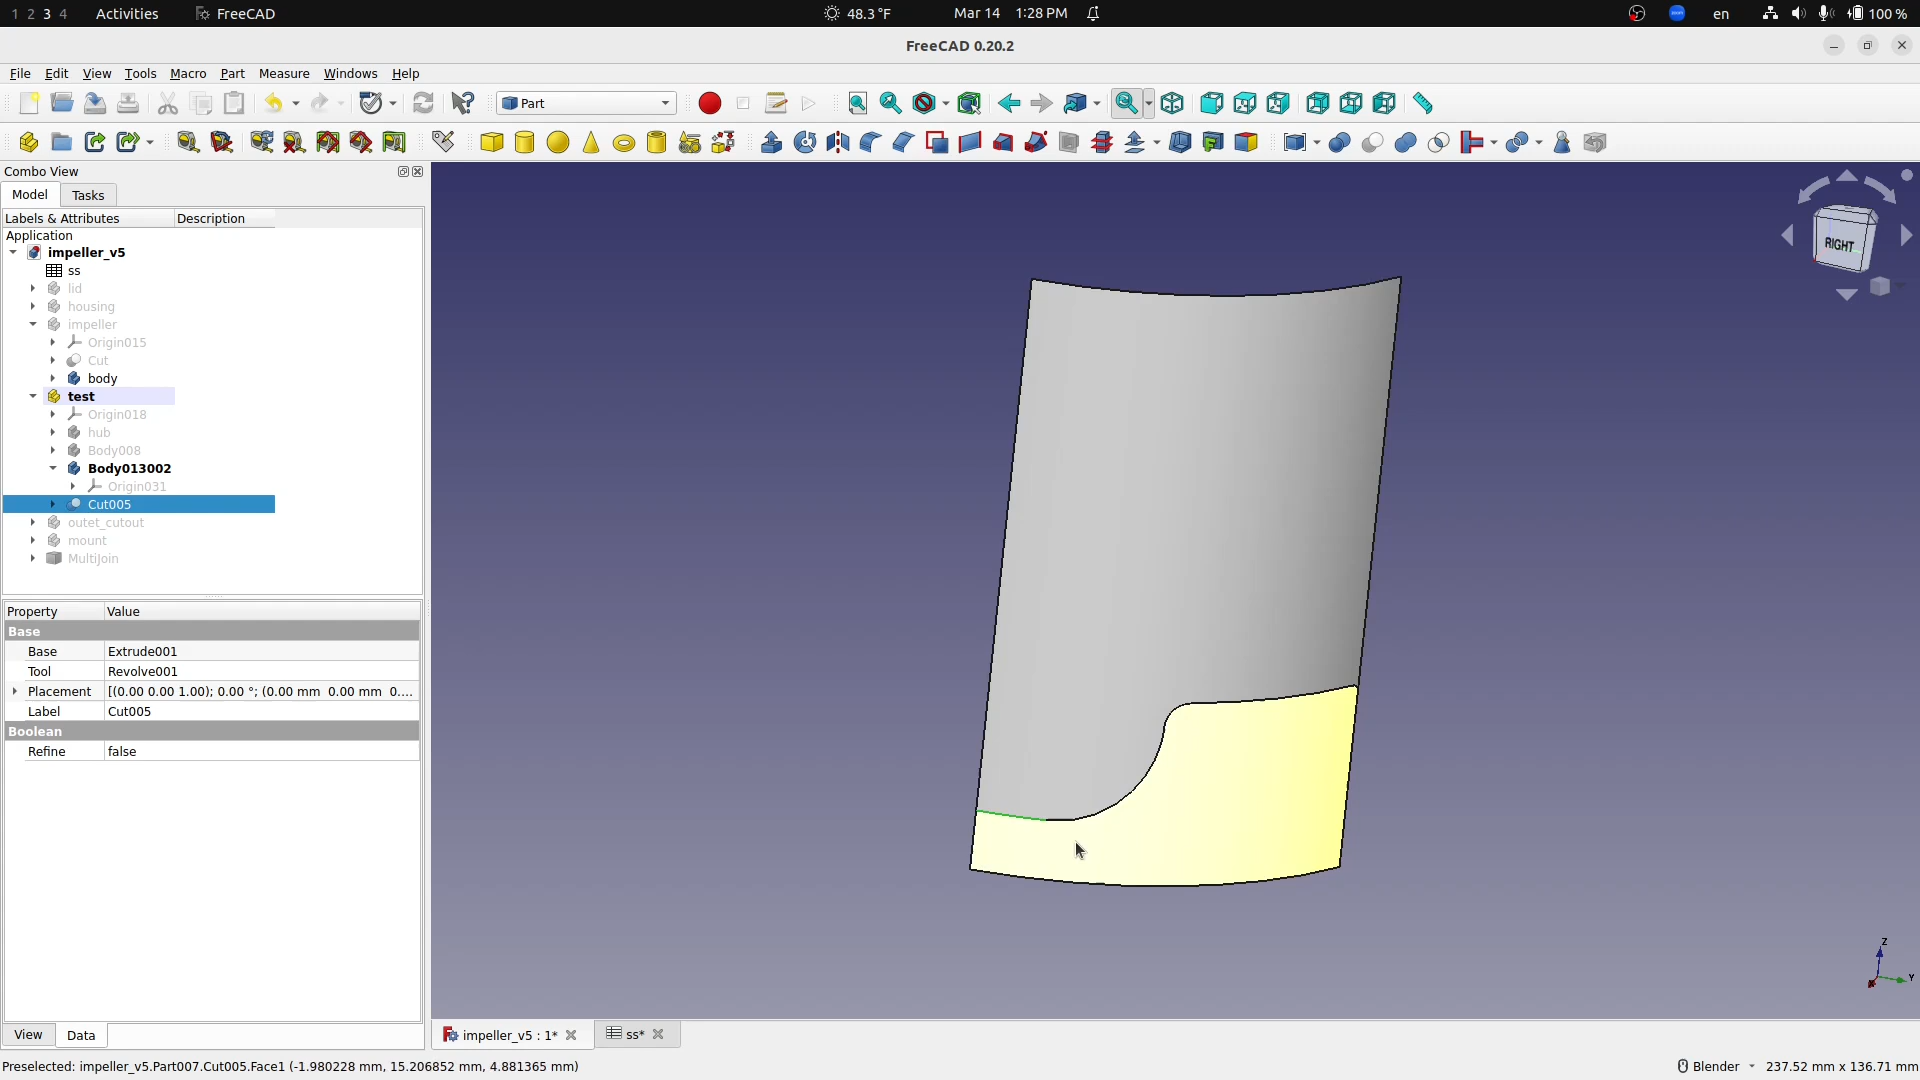 1 2 3 4 Activities FreeCAD 48.3 °F Mar 14 1:28 PM en 100 %
FreeCAD 0.20.2
File Edit View Tools Macro Part Measure Windows Help
Part
Combo View
Model Tasks
Labels & Attributes Description
Application
impeller_v5
ss
lid
housing
impeller
Origin015
Cut
body
test
Origin018
hub
Body008
Body013002
Origin031
Cut005
outet_cutout
mount
MultiJoin
RIGHT
Property Value
Base
Base Extrude001
Tool Revolve001
Placement [(0.00 0.00 1.00); 0.00 °; (0.00 mm 0.00 mm 0....
Label Cut005
Boolean
Refine false
Z
Y
View Data
impeller_v5 : 1* ss*
Preselected: impeller_v5.Part007.Cut005.Face1 (-1.980228 mm, 15.206852 mm, 4.881365 mm) Blender 237.52 mm x 136.71 mm